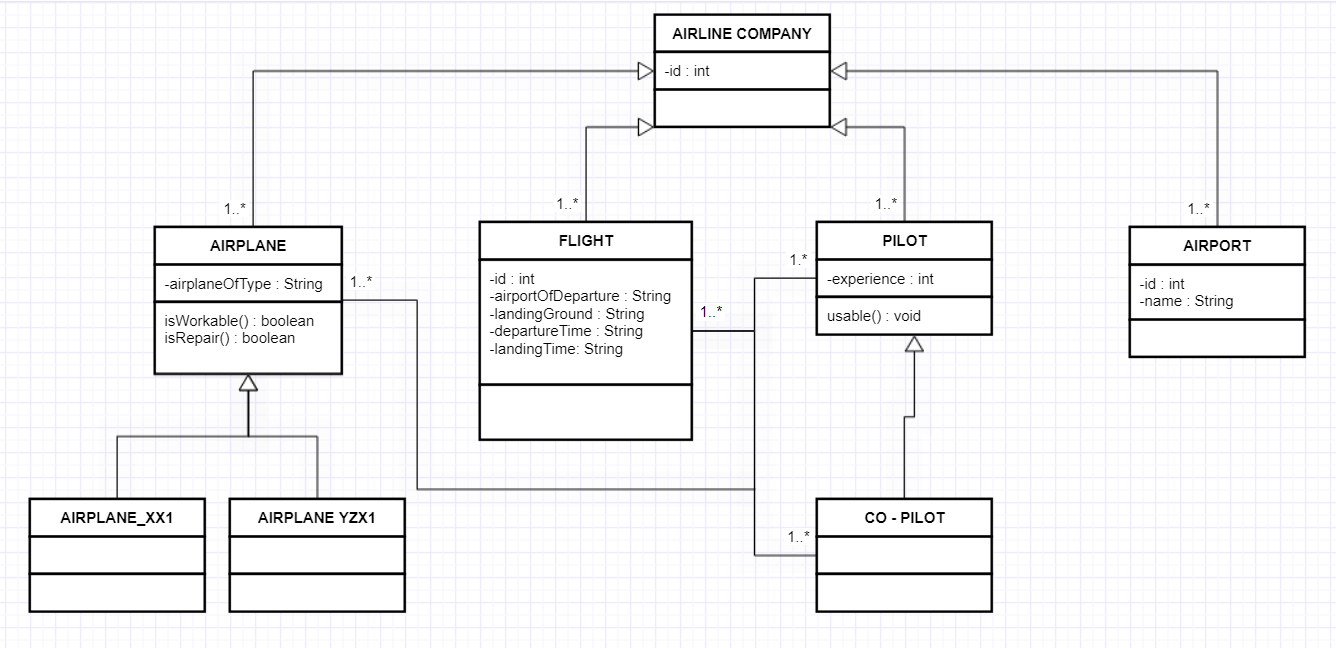 AIRLINE COMPANY
-id : int
1..*
1..*
1..*
1..*
AIRPLANE
-airplaneOfType : String
isWorkable() : boolean
isRepair() : boolean
1..*
FLIGHT
-id : int
-airportOfDeparture : String
-landingGround : String
-departureTime : String
-landingTime: String
1..*
PILOT
-experience : int
usable() : void
1.*
AIRPORT
-id : int
-name : String
AIRPLANE_XX1
AIRPLANE YZX1
CO - PILOT
1..*